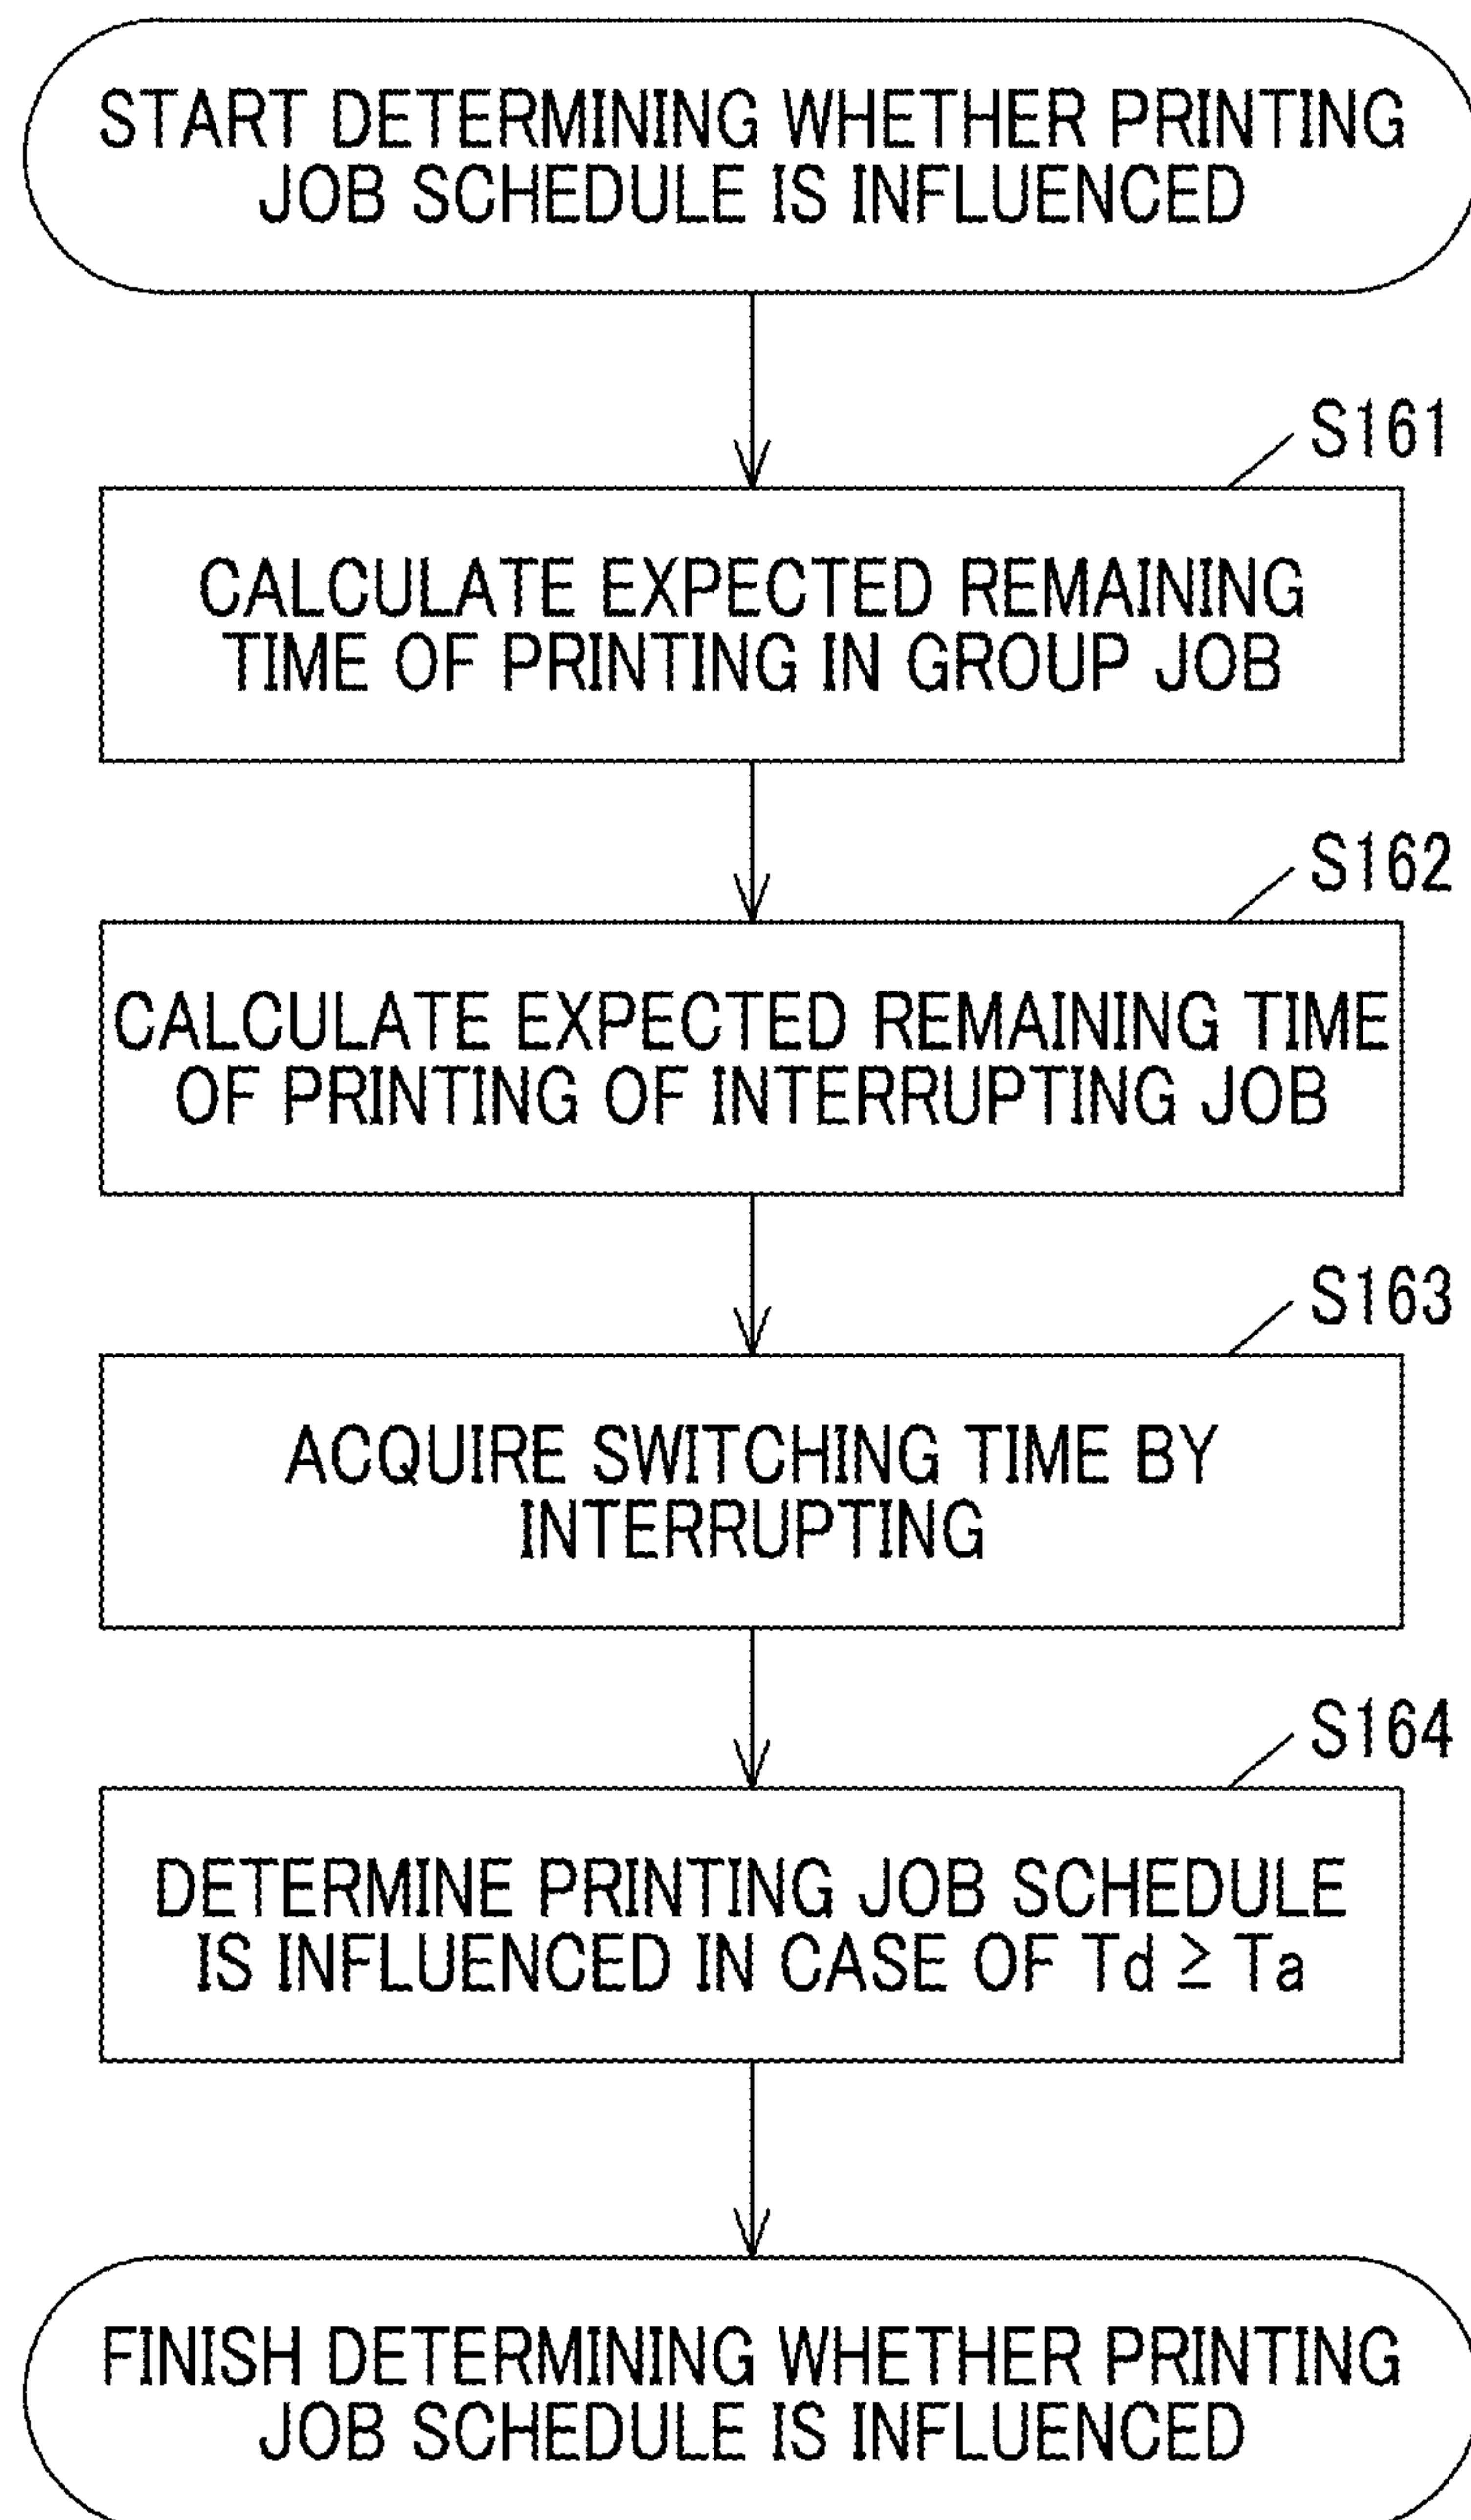 START DETERMINING WHETHER PRINTING
JOB SCHEDULE IS INFLUENCED
S161
CALCULATE EXPECTED REMAINING
TIME OF PRINTING IN GROUP JOB
S162
CALCULATE EXPECTED REMAINING TIME
OF PRINTING OF INTERRUPTING JOB
S163
ACQUIRE SWITCHING TIME BY
INTERRUPTING
S164
DETERMINE PRINTING JOB SCHEDULE
IS INFLUENCED IN CASE OF Td ≥ Ta
FINISH DETERMINING WHETHER PRINTING
JOB SCHEDULE IS INFLUENCED